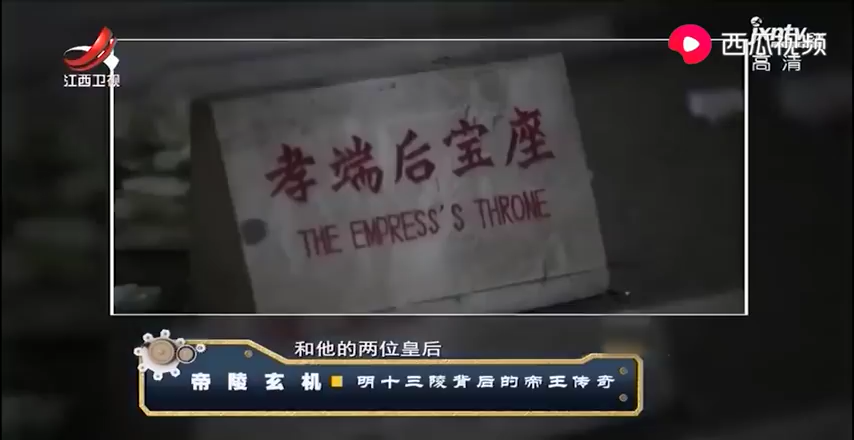 江西卫视
西瓜视频
jxntv
高清
孝端后宝座
THE EMPRESS'S THRONE
和他的两位皇后
帝陵玄机 明十三陵背后的帝王传奇